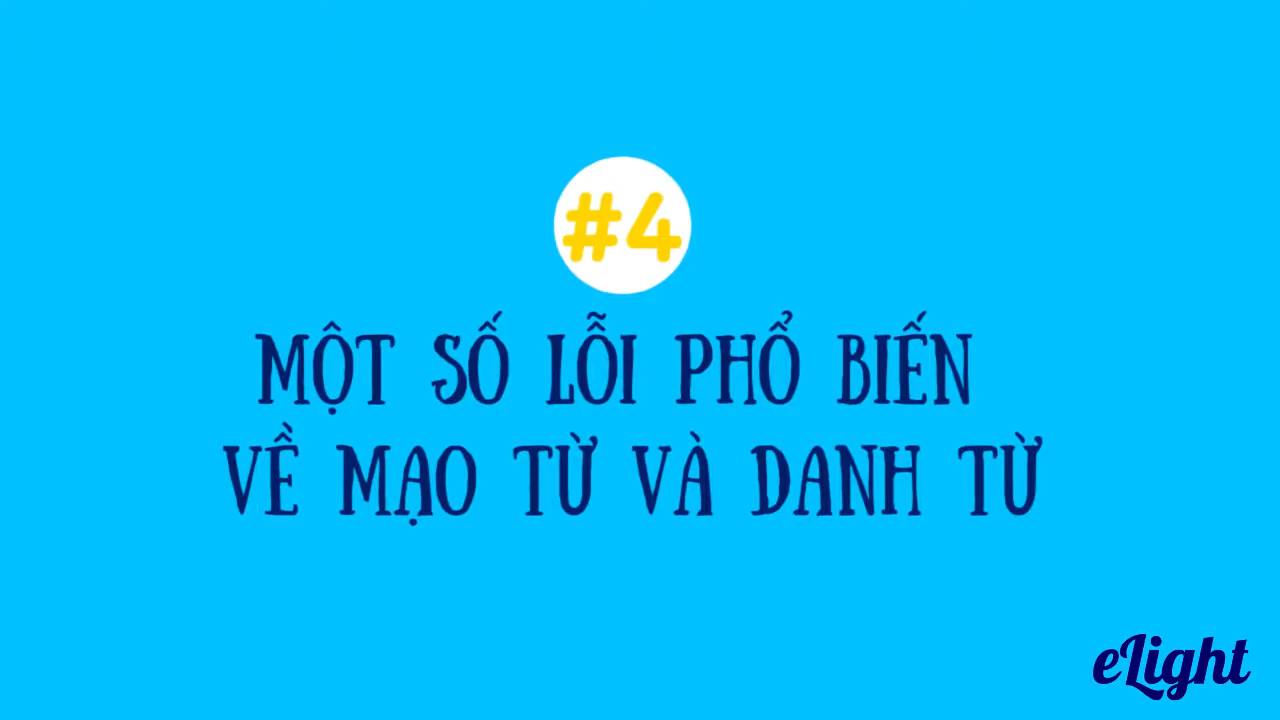 #4
MỘT SỐ LỖI PHỔ BIẾN
VỀ MẠO TỪ VÀ DANH TỪ
eLight